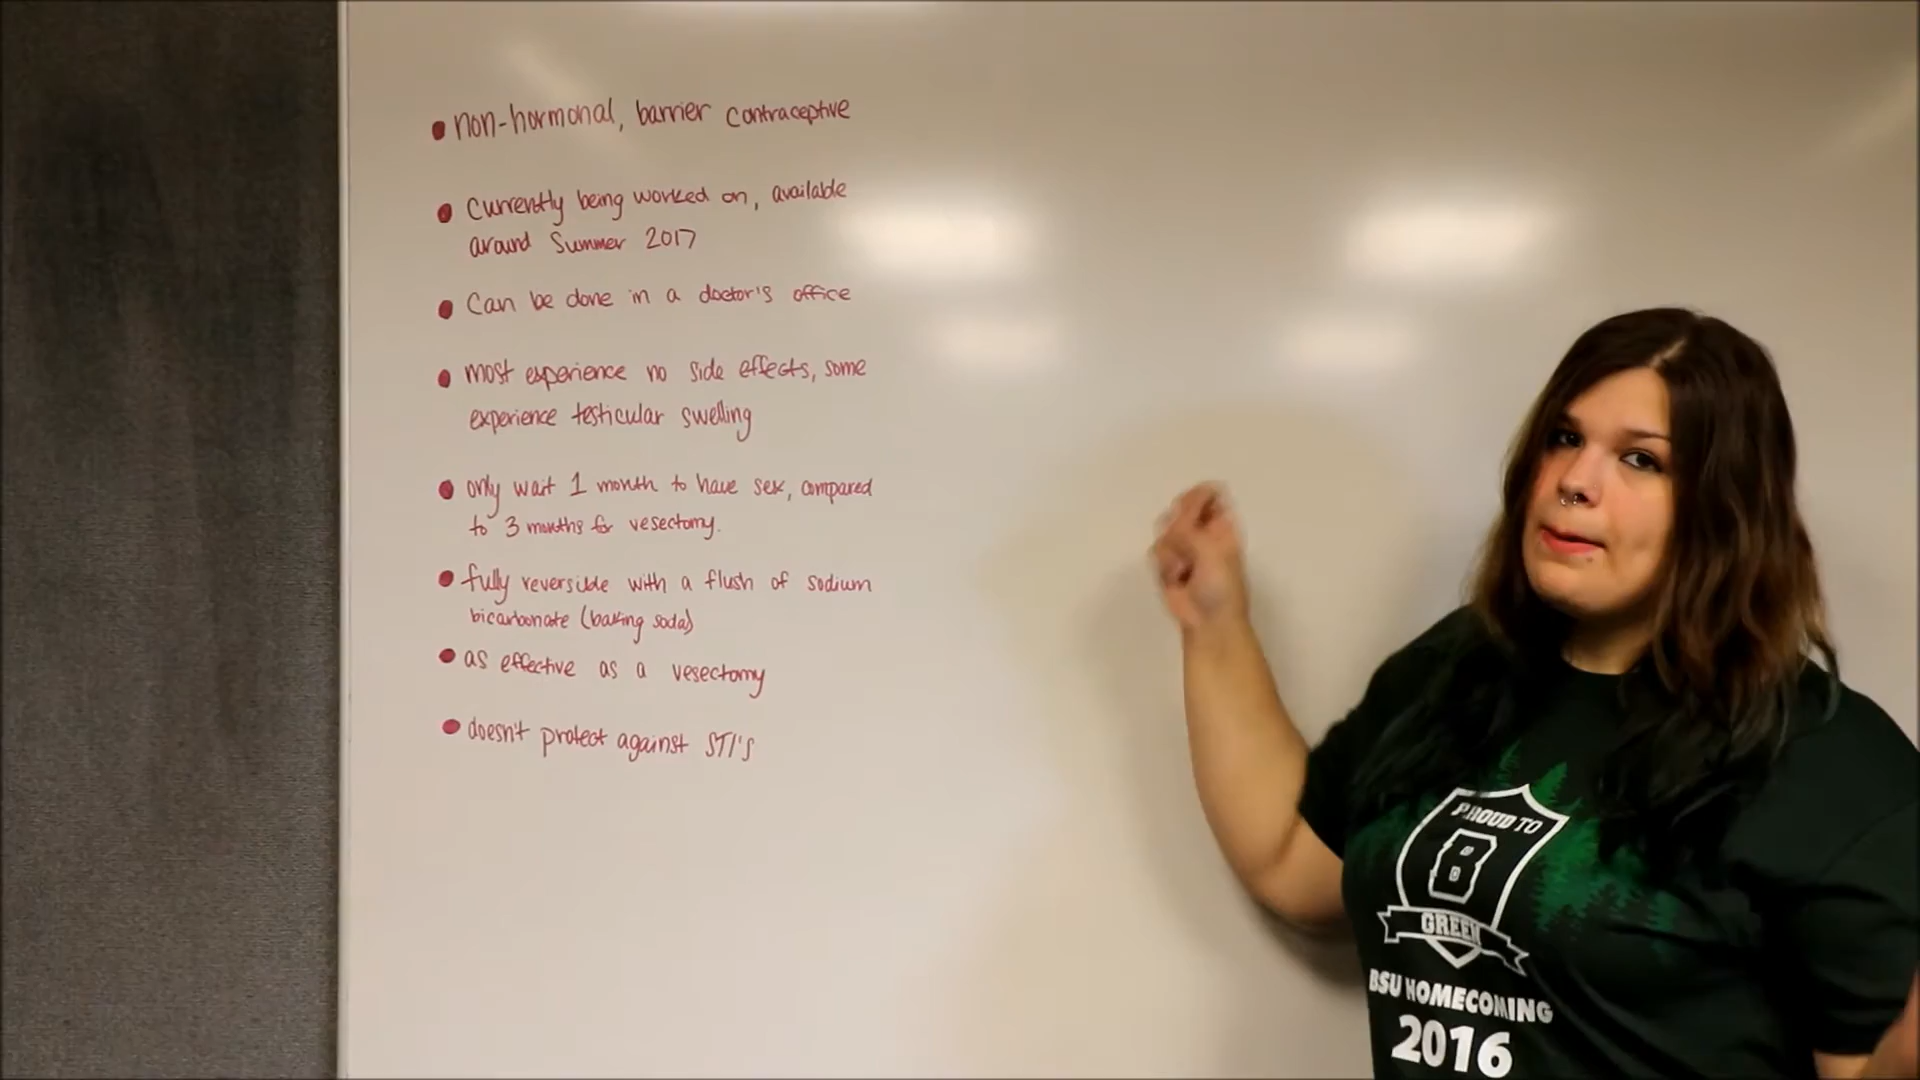 • non-hormonal, barrier contraceptive
• Currently being worked on, available
around Summer 2017
• Can be done in a doctor's office
• most experience no side effects, some
experience testicular swelling
• only wait 1 month to have sex, compared
to 3 months for vesectomy.
• fully reversible with a flush of sodium
bicarbonate (baking soda)
• as effective as a vesectomy
• doesn't protect against STI's
PROUD TO
B
GREEN
BSU HOMECOMING
2016